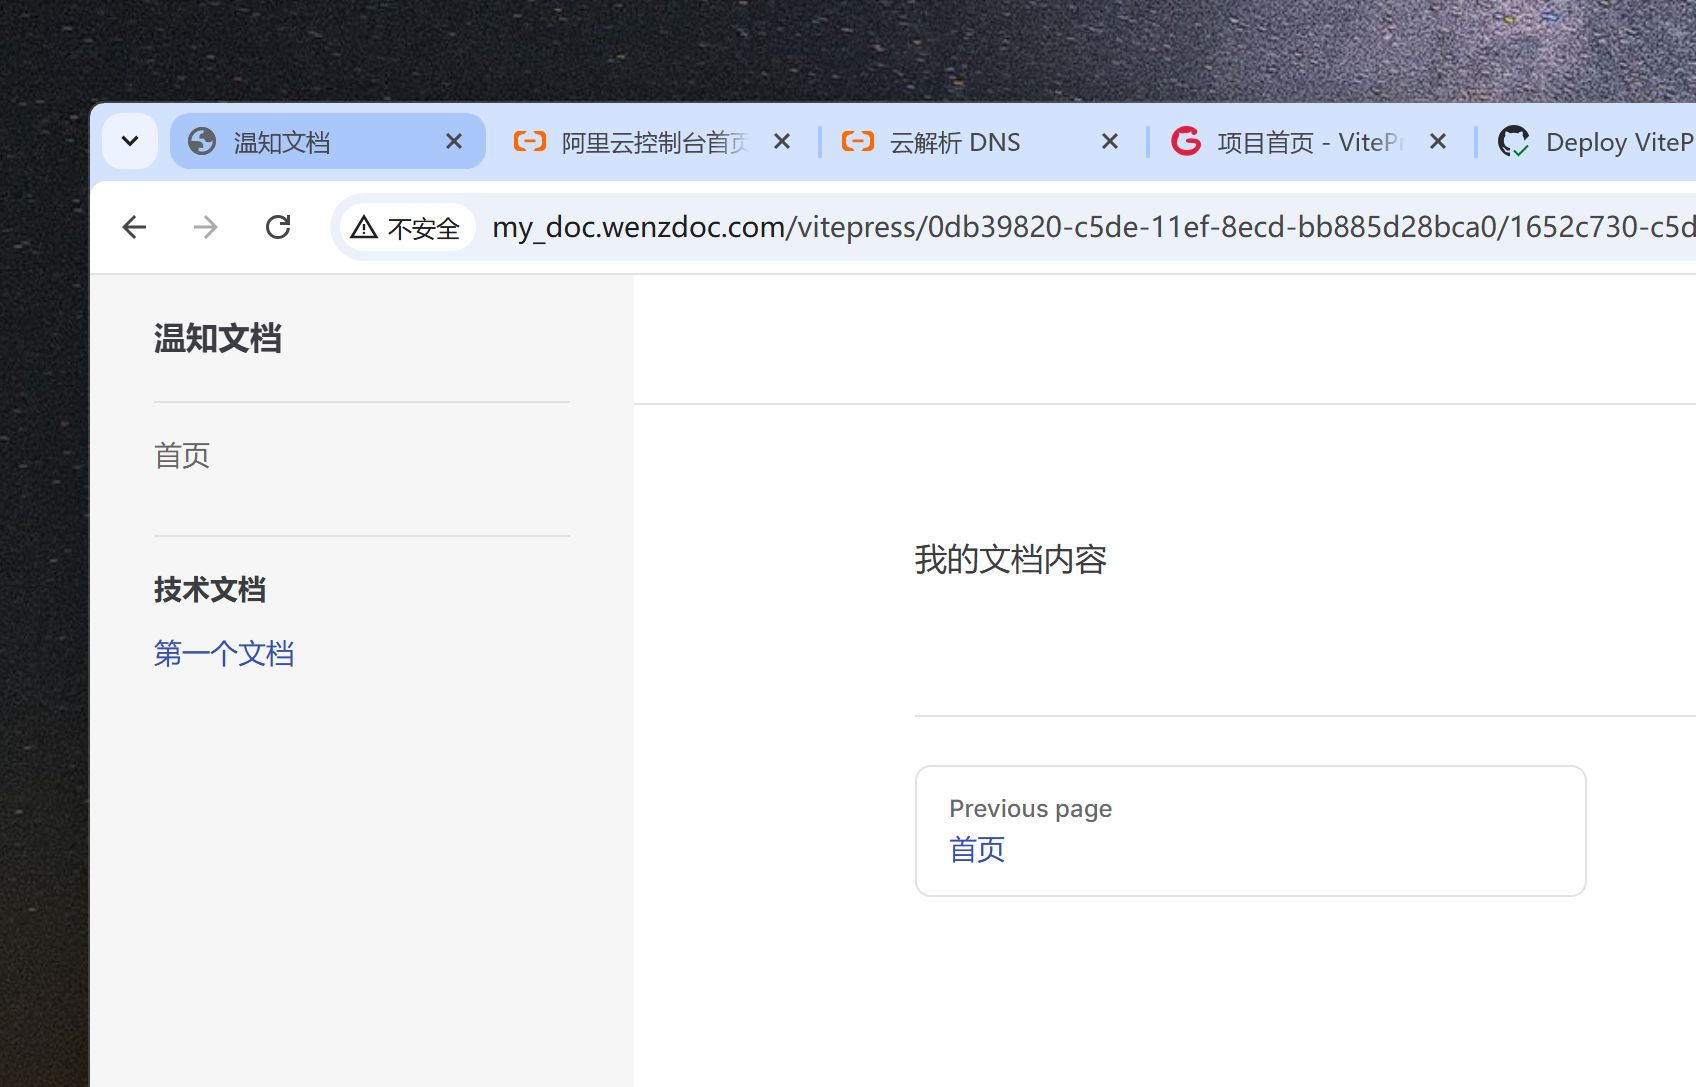 温知文档
阿里云控制台首页
云解析 DNS
项目首页 - VitePr
Deploy ViteP
不安全
my_doc.wenzdoc.com/vitepress/0db39820-c5de-11ef-8ecd-bb885d28bca0/1652c730-c5d
温知文档
首页
技术文档
第一个文档
我的文档内容
Previous page
首页